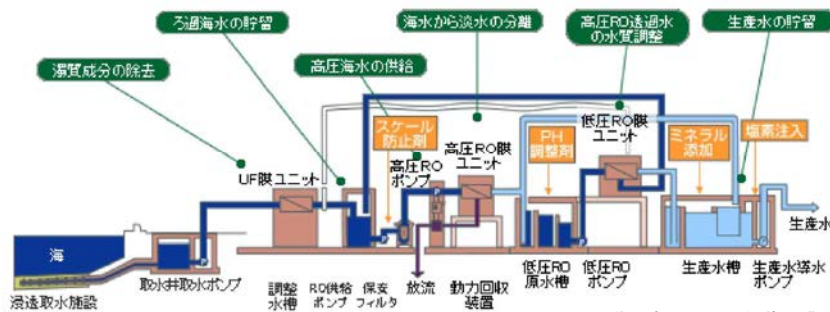 ろ過海水の貯留
海水から淡水の分離
高圧RO透過水
の水質調整
生産水の貯留
濁質成分の除去
高圧海水の供給
スケール
防止剤
高圧RO
ポンプ
高圧RO膜
ユニット
PH
調整剤
低圧RO膜
ユニット
ミネラル
添加
塩素注入
UF膜ユニット
海
生産水
浸透取水施設
取水井取水ポンプ
調整
水槽
RO供給
ポンプ
保安
フィルタ
放流
動力回収
装置
低圧RO
原水槽
低圧RO
ポンプ
生産水槽
生産水導水
ポンプ